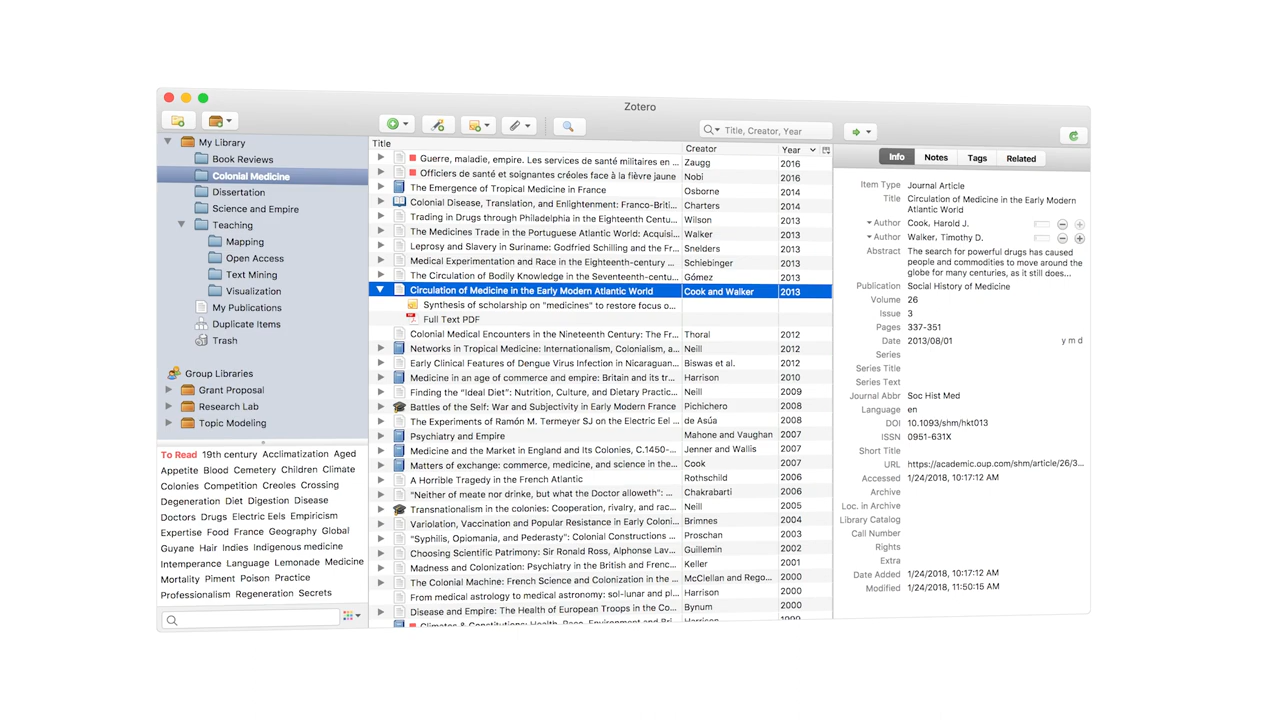 Zotero
Title, Creator, Year
My Library
Book Reviews
Colonial Medicine
Dissertation
Science and Empire
Teaching
Mapping
Open Access
Text Mining
Visualization
My Publications
Duplicate Items
Trash
Group Libraries
Grant Proposal
Research Lab
Topic Modeling
To Read 19th century Acclimatization Aged
Appetite Blood Cemetery Children Climate
Colonies Competition Creoles Crossing
Degeneration Diet Digestion Disease
Doctors Drugs Electric Eels Empiricism
Expertise Food France Geography Global
Guyane Hair Indies Indigenous medicine
Intemperance Language Lemonade Medicine
Mortality Piment Poison Practice
Professionalism Regeneration Secrets
Title Creator Year
Guerre, maladie, empire. Les services de santé militaires en ... Zaugg 2016
Officiers de santé et soignantes créoles face à la fièvre jaune Nobi 2016
The Emergence of Tropical Medicine in France Osborne 2014
Colonial Disease, Translation, and Enlightenment: Franco-Briti... Charters 2014
Trading in Drugs through Philadelphia in the Eighteenth Centu... Wilson 2013
The Medicines Trade in the Portuguese Atlantic World: Acquisi... Walker 2013
Leprosy and Slavery in Suriname: Godfried Schilling and the Fr... Snelders 2013
Medical Experimentation and Race in the Eighteenth-century ... Schiebinger 2013
The Circulation of Bodily Knowledge in the Seventeenth-centu... Gómez 2013
Circulation of Medicine in the Early Modern Atlantic World Cook and Walker 2013
Synthesis of scholarship on "medicines" to restore focus o...
Full Text PDF
Colonial Medical Encounters in the Nineteenth Century: The Fr... Thoral 2012
Networks in Tropical Medicine: Internationalism, Colonialism, a... Neill 2012
Early Clinical Features of Dengue Virus Infection in Nicaraguan... Biswas et al. 2012
Medicine in an age of commerce and empire: Britain and its tr... Harrison 2010
Finding the “Ideal Diet”: Nutrition, Culture, and Dietary Practic... Neill 2009
Battles of the Self: War and Subjectivity in Early Modern France Pichichero 2008
The Experiments of Ramón M. Termeyer SJ on the Electric Eel ... de Asúa 2008
Psychiatry and Empire Mahone and Vaughan 2007
Medicine and the Market in England and Its Colonies, C.1450-... Jenner and Wallis 2007
Matters of exchange: commerce, medicine, and science in the... Cook 2007
A Horrible Tragedy in the French Atlantic Rothschild 2006
“Neither of meate nor drinke, but what the Doctor alloweth”: ... Chakrabarti 2006
Transnationalism in the colonies: Cooperation, rivalry, and rac... Neill 2005
Variolation, Vaccination and Popular Resistance in Early Coloni... Brimnes 2004
“Syphilis, Opiomania, and Pederasty”: Colonial Constructions ... Proschan 2003
Choosing Scientific Patrimony: Sir Ronald Ross, Alphonse Lav... Guillemin 2002
Madness and Colonization: Psychiatry in the British and Frenc... Keller 2001
The Colonial Machine: French Science and Colonization in the ... McClellan and Rego... 2000
From medical astrology to medical astronomy: sol-lunar and pl... Harrison 2000
Disease and Empire: The Health of European Troops in the Co... Bynum 2000
Climates & Constitutions: Health, Race, Environment and Bri... Harrison 1999
Info Notes Tags Related
Item Type Journal Article
Title Circulation of Medicine in the Early Modern
Atlantic World
Author Cook, Harold J.
Author Walker, Timothy D.
Abstract The search for powerful drugs has caused
people and commodities to move around the
globe for many centuries, as it still does...
Publication Social History of Medicine
Volume 26
Issue 3
Pages 337-351
Date 2013/08/01 y m d
Series
Series Title
Series Text
Journal Abbr Soc Hist Med
Language en
DOI 10.1093/shm/hkt013
ISSN 0951-631X
Short Title
URL https://academic.oup.com/shm/article/26/3...
Accessed 1/24/2018, 10:17:12 AM
Archive
Loc. in Archive
Library Catalog
Call Number
Rights
Extra
Date Added 1/24/2018, 10:17:12 AM
Modified 1/24/2018, 11:50:15 AM